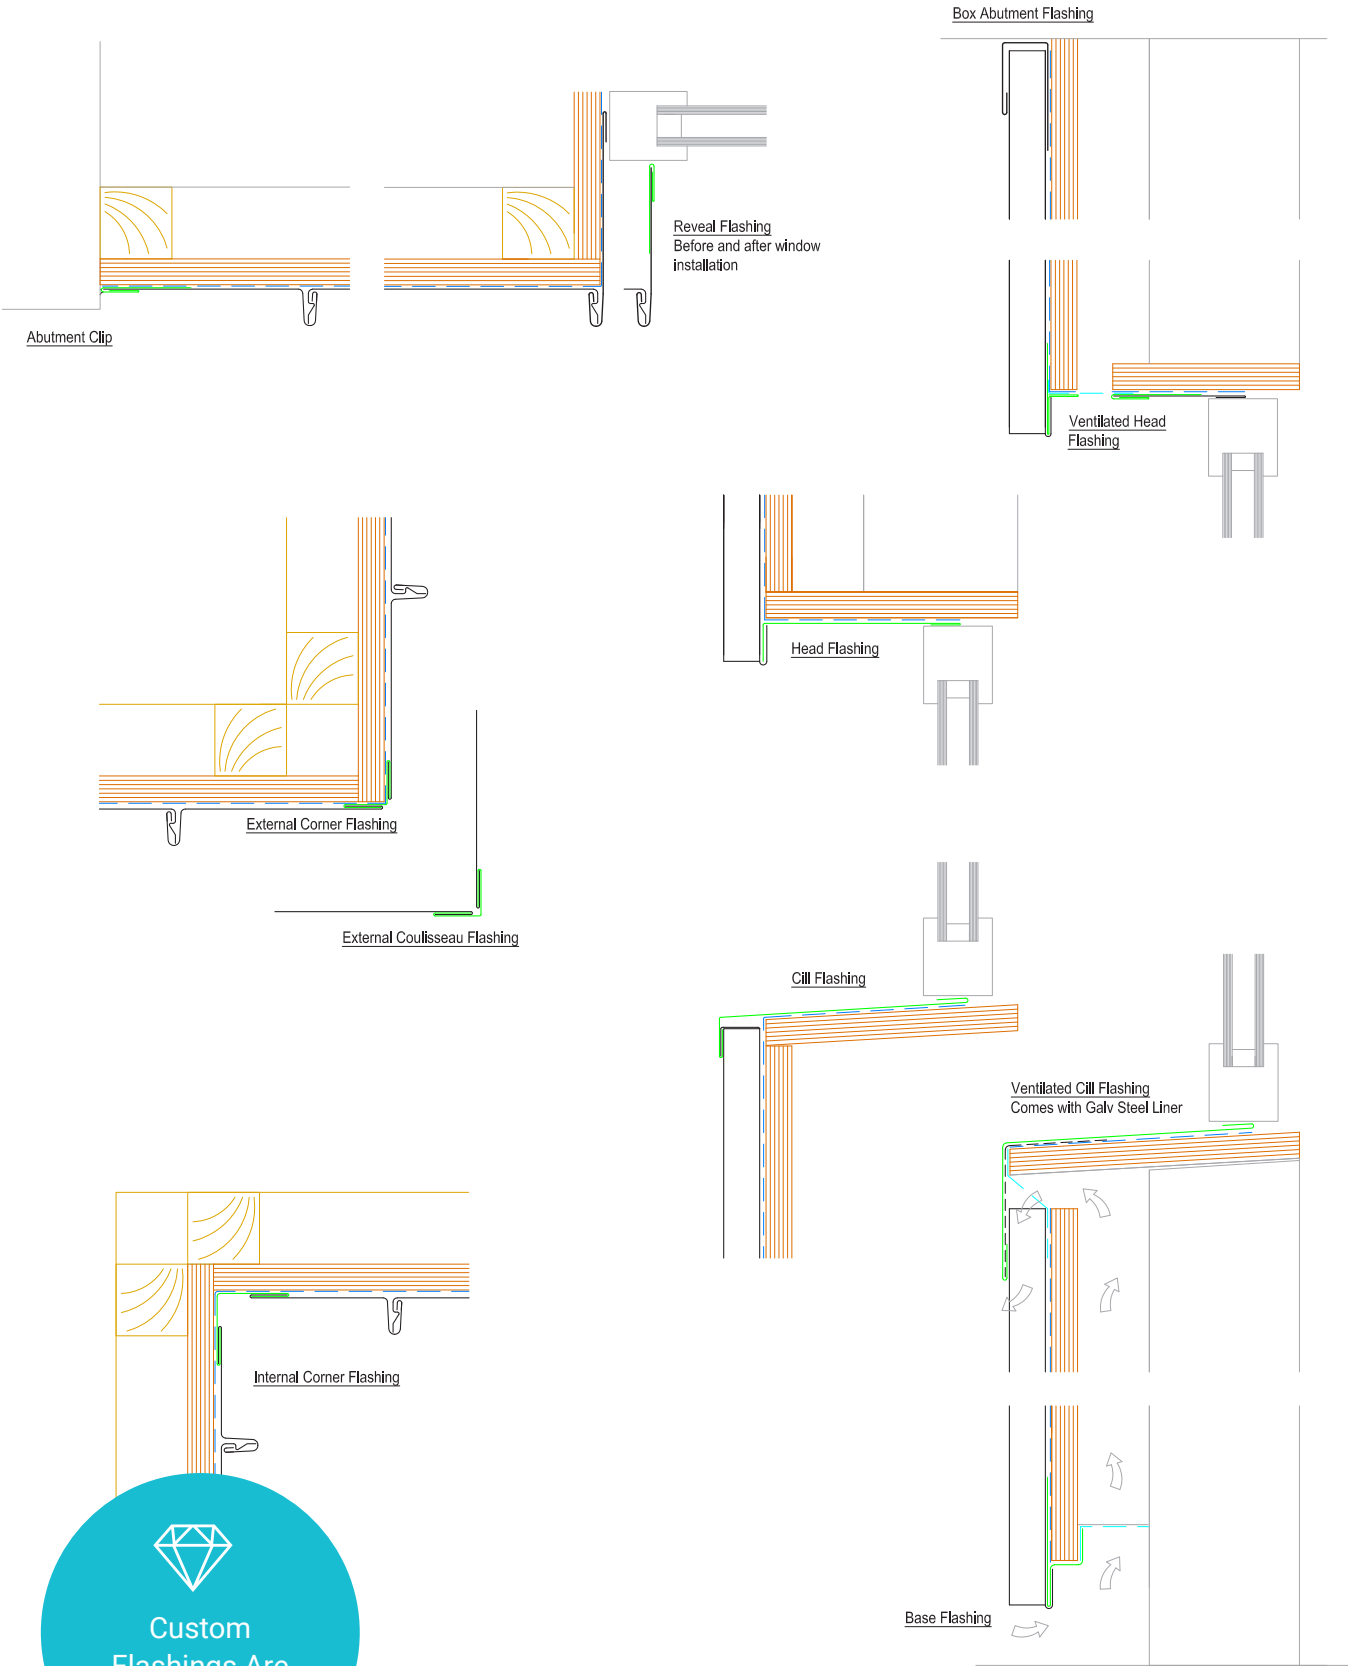 Box Abutment Flashing
Reveal Flashing
Before and after window
installation
Abutment Clip
Ventilated Head
Flashing
Head Flashing
External Corner Flashing
External Coulisseau Flashing
Cill Flashing
Ventilated Cill Flashing
Comes with Galv Steel Liner
Internal Corner Flashing
Base Flashing
Custom
Flashings Are